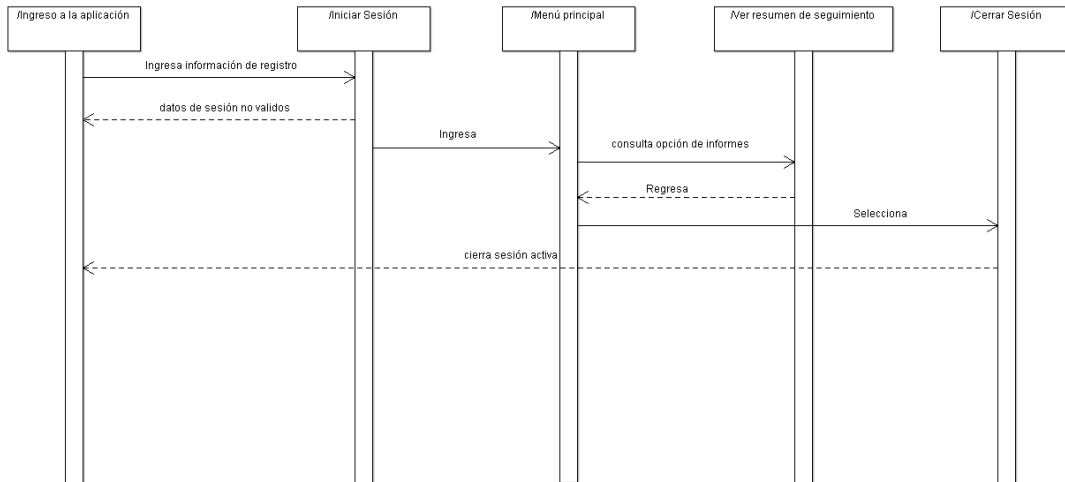 /Ingreso a la aplicación
/Iniciar Sesión
/Menú principal
/Ver resumen de seguimiento
/Cerrar Sesión
Ingresa información de registro
datos de sesión no validos
Ingresa
consulta opción de informes
Regresa
Selecciona
cierra sesión activa